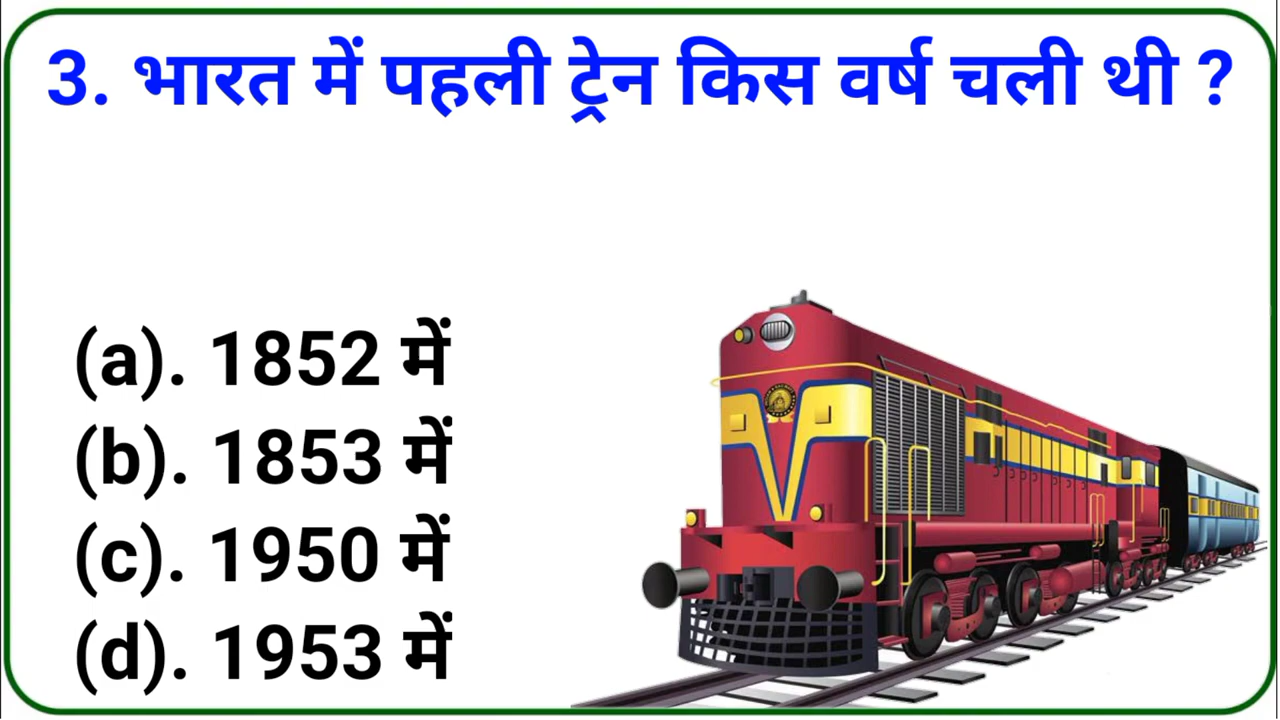 3. भारत में पहली ट्रेन किस वर्ष चली थी ?
(a). 1852 में
(b). 1853 में
(c). 1950 में
(d). 1953 में